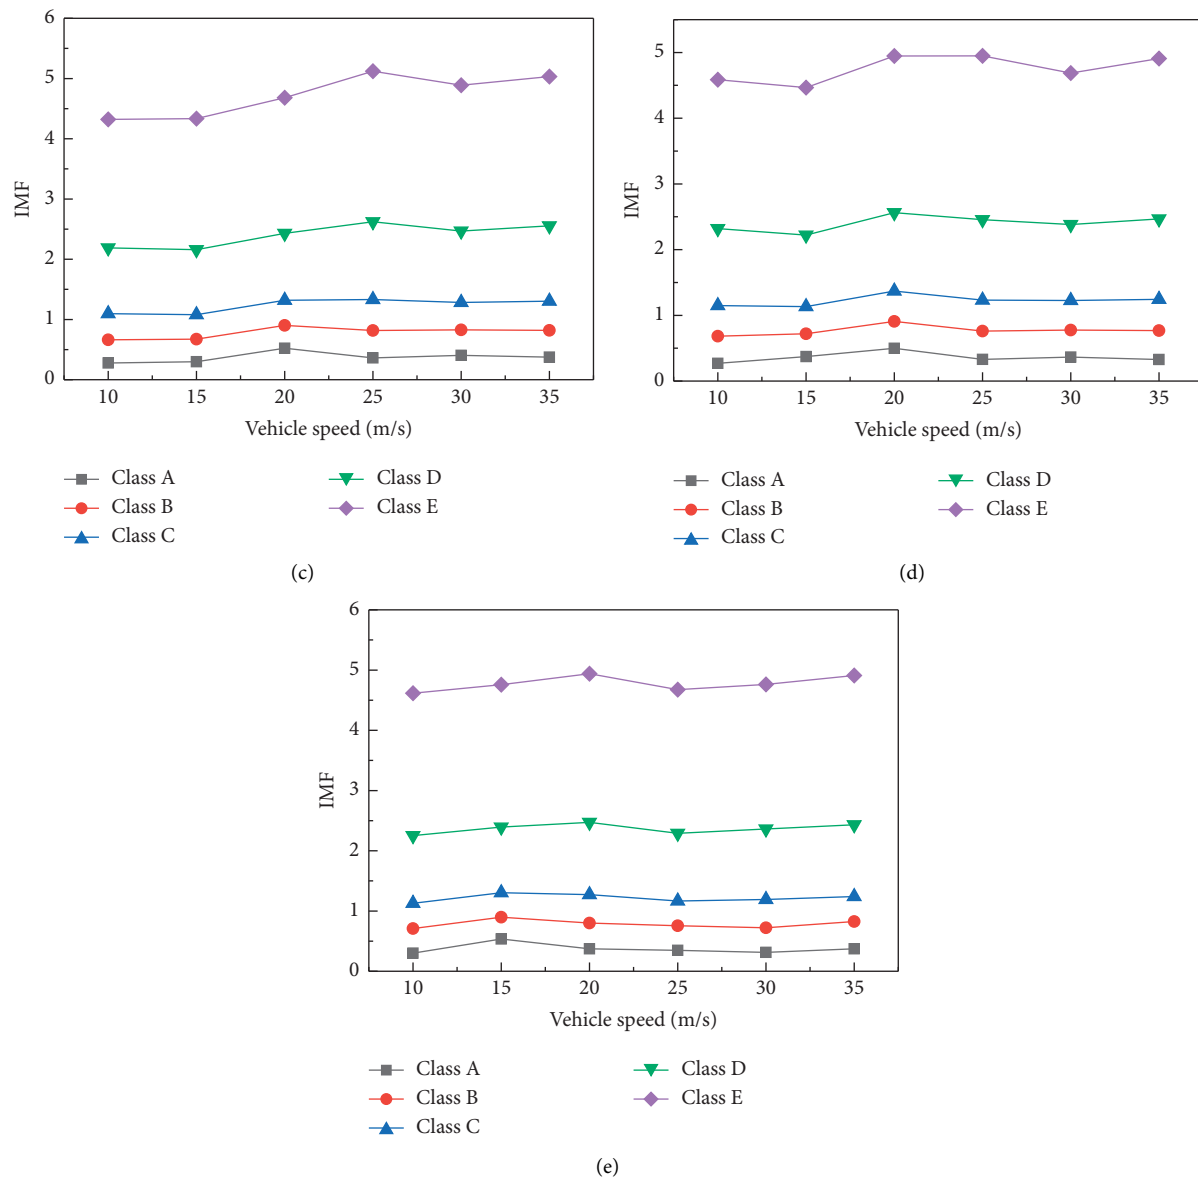 6
5
4
3
2
1
0
IMF
10 15 20 25 30 35
Vehicle speed (m/s)
Class A
Class B
Class C
Class D
Class E
(c)
5
4
3
2
1
0
IMF
10 15 20 25 30 35
Vehicle speed (m/s)
Class A
Class B
Class C
Class D
Class E
(d)
6
5
4
3
2
1
0
IMF
10 15 20 25 30 35
Vehicle speed (m/s)
Class A
Class B
Class C
Class D
Class E
(e)